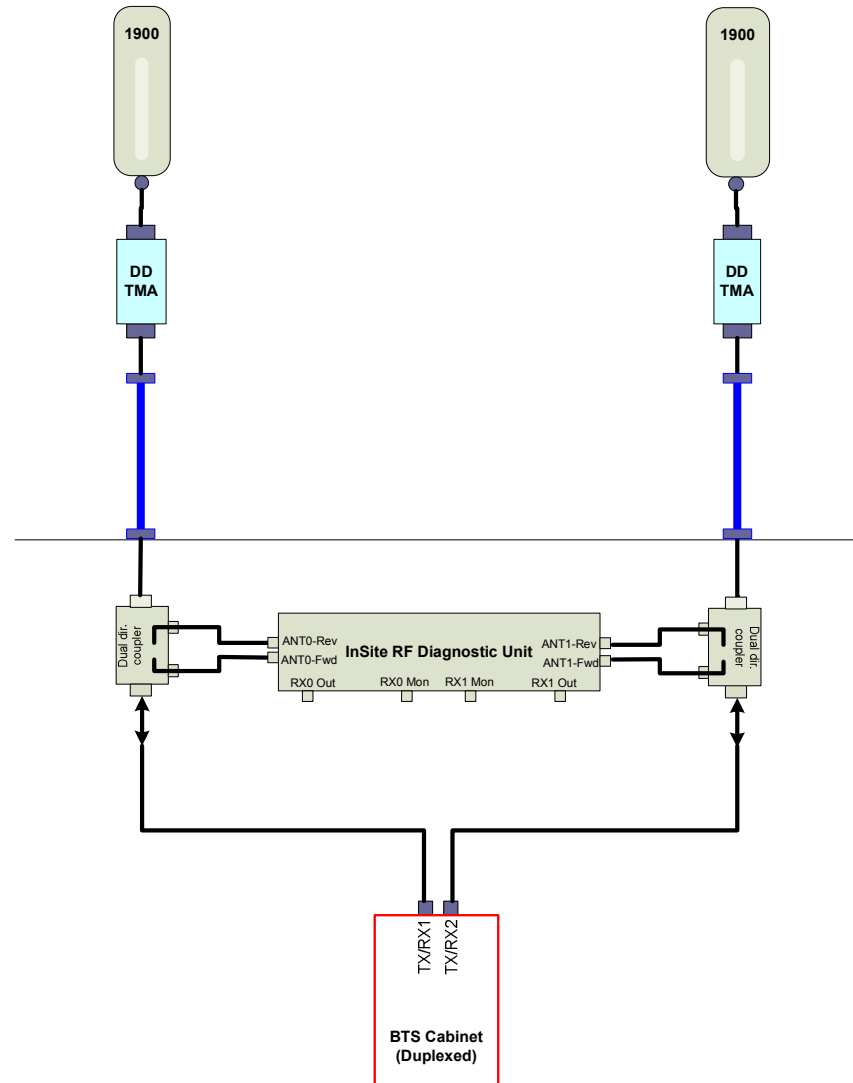 1900
1900
DD
TMA
DD
TMA
Dual dir.
coupler
ANT0-Rev
ANT0-Fwd
InSite RF Diagnostic Unit
ANT1-Rev
ANT1-Fwd
RX0 Out
RX0 Mon
RX1 Mon
RX1 Out
Dual dir.
coupler
TX/RX1
TX/RX2
BTS Cabinet
(Duplexed)